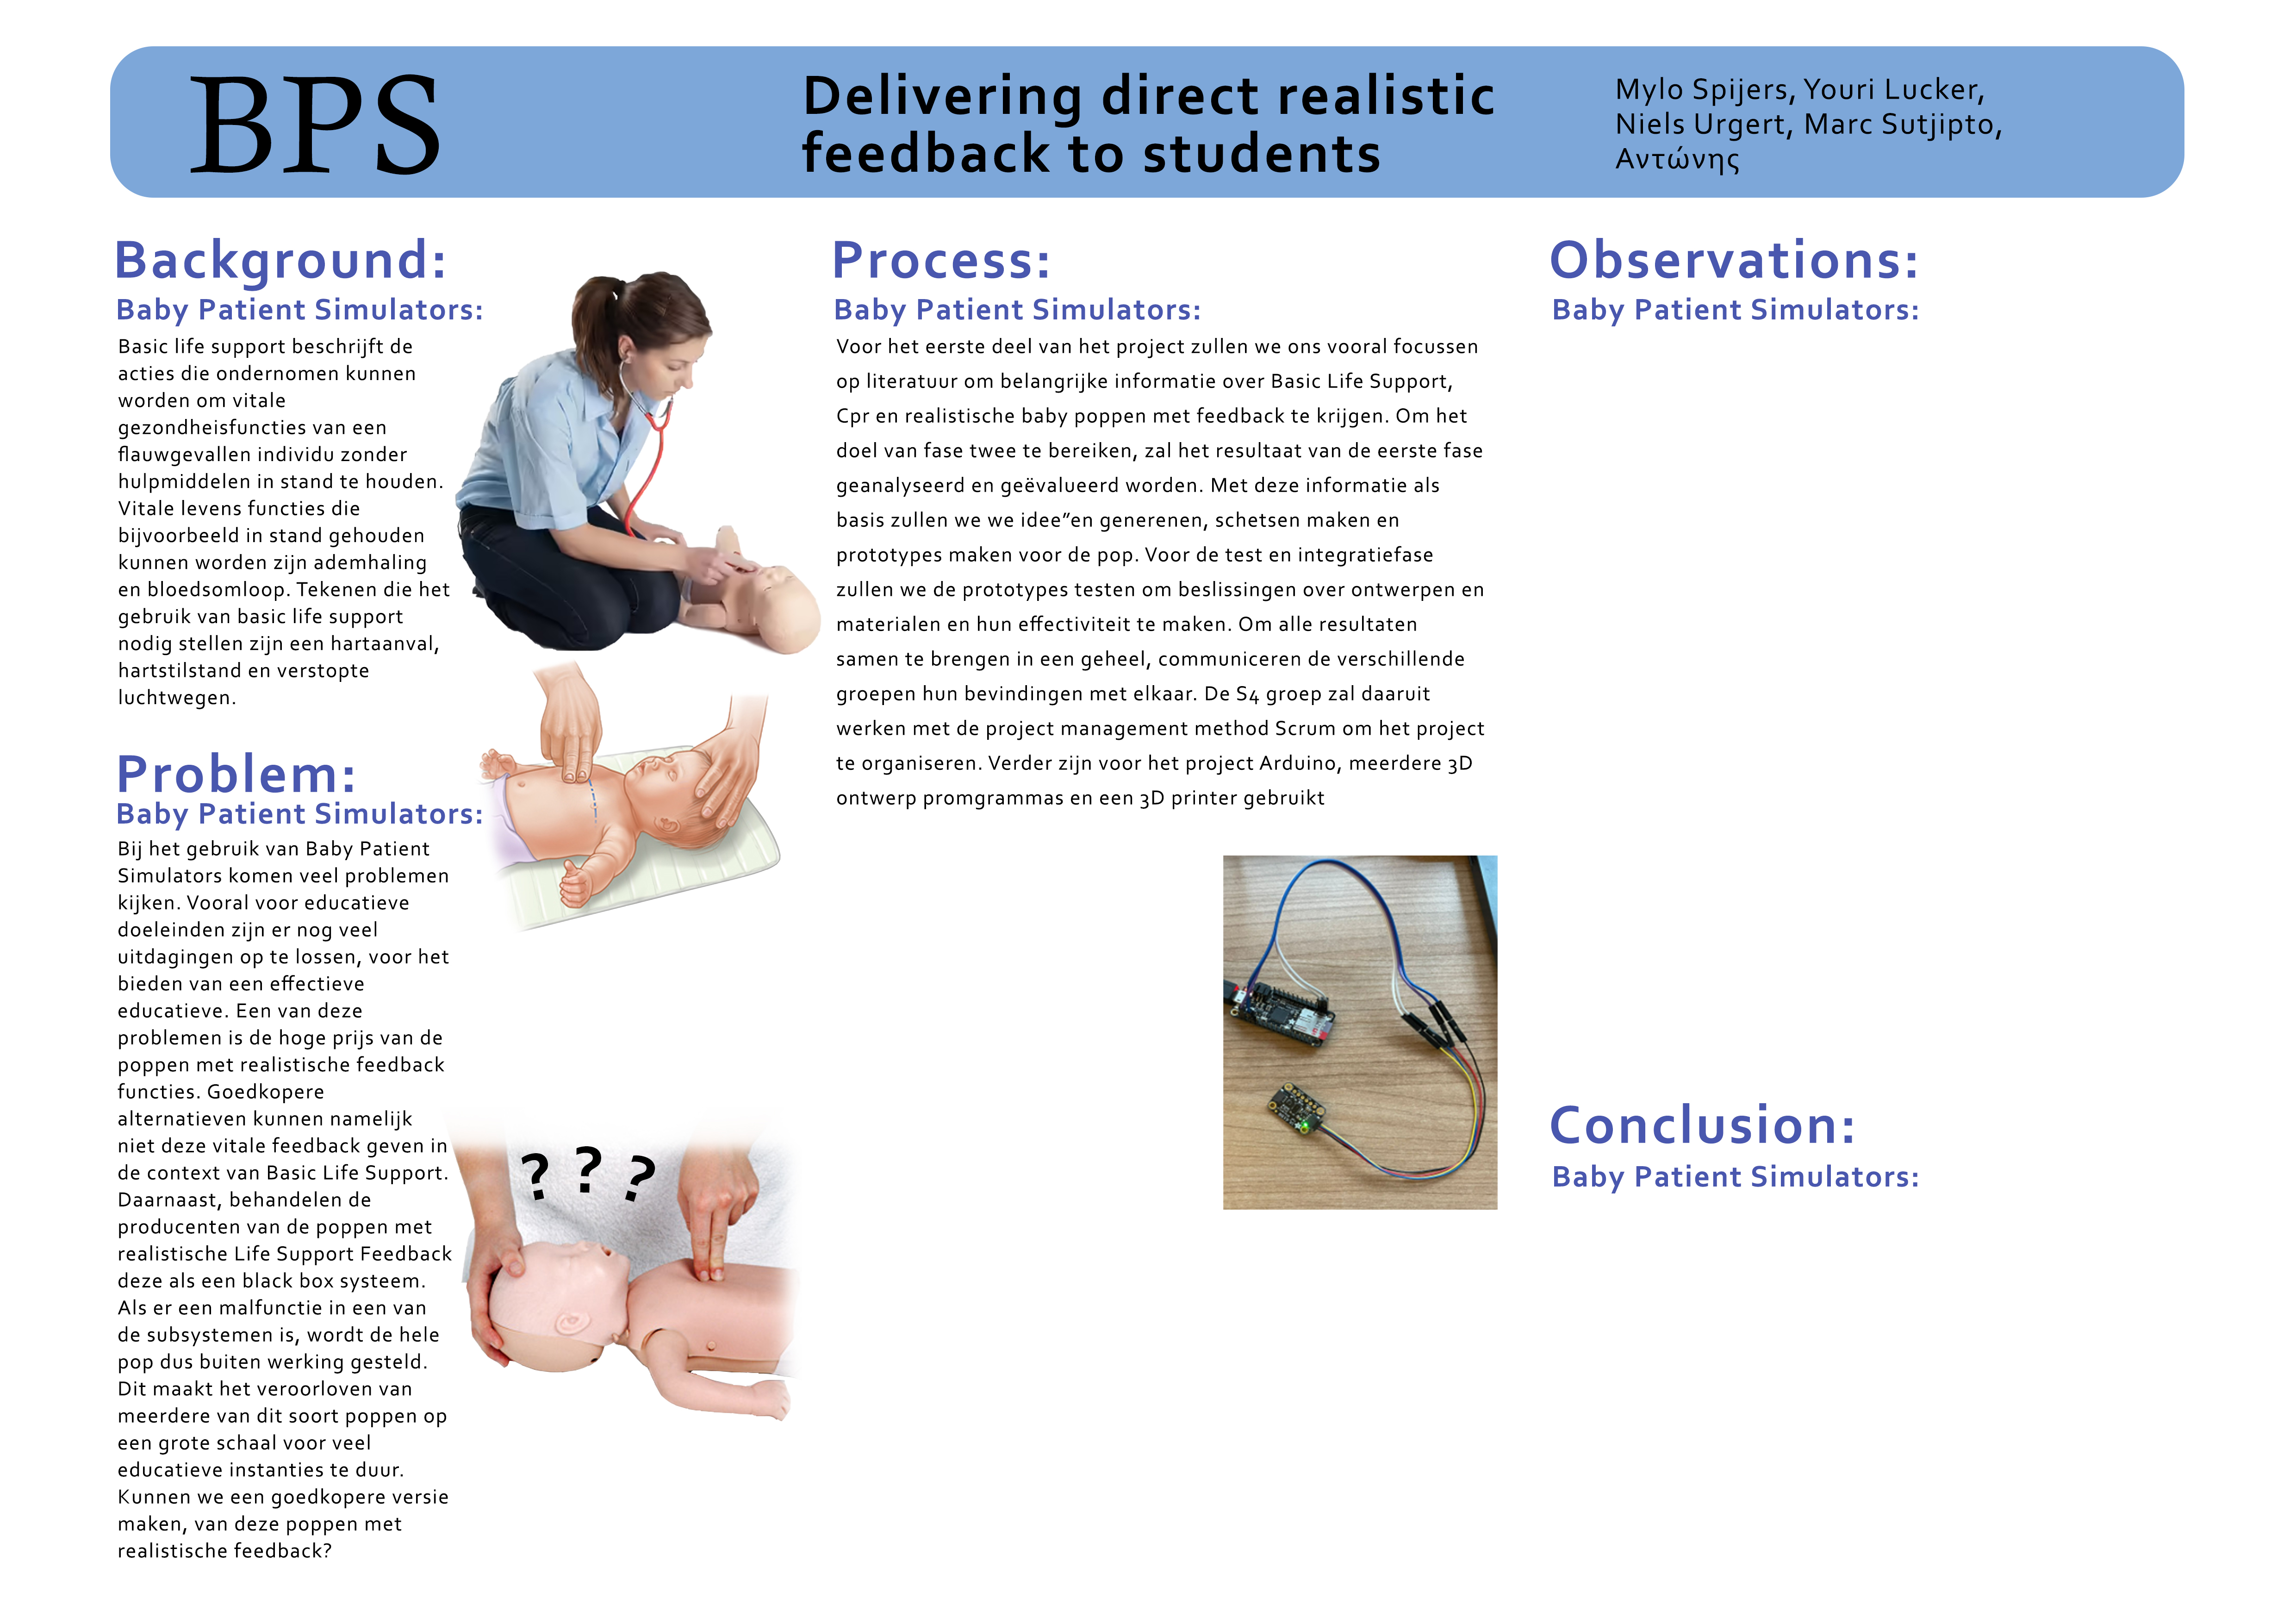 BPS
Delivering direct realistic
feedback to students
Mylo Spijers, Youri Lucker,
Niels Urgert, Marc Sutjipto,
Αντώνης
Background:
Baby Patient Simulators:
Basic life support beschrijft de
acties die ondernomen kunnen
worden om vitale
gezondheisfuncties van een
flauwgevallen individu zonder
hulpmiddelen in stand te houden.
Vitale levens functies die
bijvoorbeeld in stand gehouden
kunnen worden zijn ademhaling
en bloedsomloop. Tekenen die het
gebruik van basic life support
nodig stellen zijn een hartaanval,
hartstilstand en verstopte
luchtwegen.
Problem:
Baby Patient Simulators:
Bij het gebruik van Baby Patient
Simulators komen veel problemen
kijken. Vooral voor educatieve
doeleinden zijn er nog veel
uitdagingen op te lossen, voor het
bieden van een effectieve
educatieve. Een van deze
problemen is de hoge prijs van de
poppen met realistische feedback
functies. Goedkopere
alternatieven kunnen namelijk
niet deze vitale feedback geven in
de context van Basic Life Support.
Daarnaast, behandelen de
producenten van de poppen met
realistische Life Support Feedback
deze als een black box systeem.
Als er een malfunctie in een van
de subsystemen is, wordt de hele
pop dus buiten werking gesteld.
Dit maakt het veroorloven van
meerdere van dit soort poppen op
een grote schaal voor veel
educatieve instanties te duur.
Kunnen we een goedkopere versie
maken, van deze poppen met
realistische feedback?
? ? ?
Process:
Baby Patient Simulators:
Voor het eerste deel van het project zullen we ons vooral focussen
op literatuur om belangrijke informatie over Basic Life Support,
Cpr en realistische baby poppen met feedback te krijgen. Om het
doel van fase twee te bereiken, zal het resultaat van de eerste fase
geanalyseerd en geëvalueerd worden. Met deze informatie als
basis zullen we we idee”en generenen, schetsen maken en
prototypes maken voor de pop. Voor de test en integratiefase
zullen we de prototypes testen om beslissingen over ontwerpen en
materialen en hun effectiviteit te maken. Om alle resultaten
samen te brengen in een geheel, communiceren de verschillende
groepen hun bevindingen met elkaar. De S4 groep zal daaruit
werken met de project management method Scrum om het project
te organiseren. Verder zijn voor het project Arduino, meerdere 3D
ontwerp promgrammas en een 3D printer gebruikt
Observations:
Baby Patient Simulators:
Conclusion:
Baby Patient Simulators: